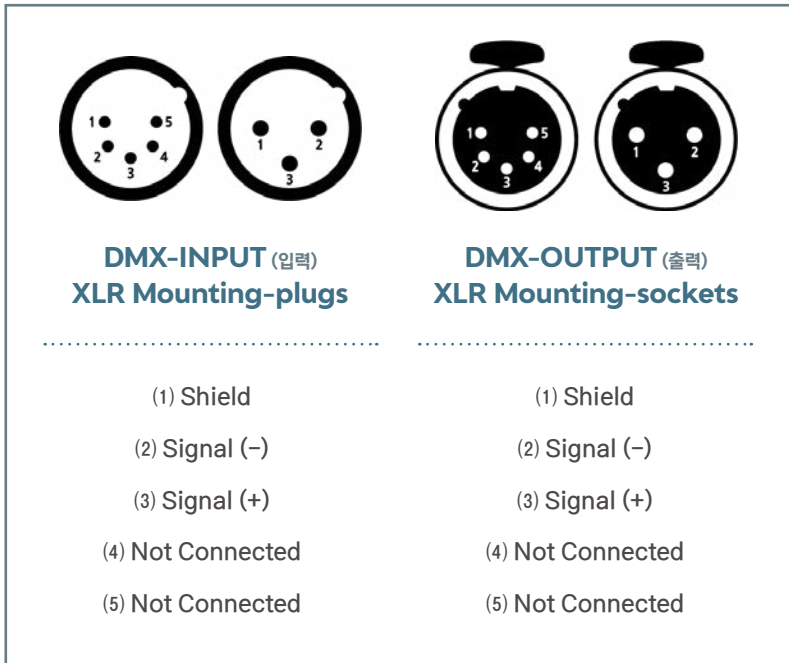 1 5
2 4
3
1 2
3
1 5
2 4
3
1 2
3
DMX-INPUT (입력)
XLR Mounting-plugs
DMX-OUTPUT (출력)
XLR Mounting-sockets
(1) Shield
(2) Signal (-)
(3) Signal (+)
(4) Not Connected
(5) Not Connected
(1) Shield
(2) Signal (-)
(3) Signal (+)
(4) Not Connected
(5) Not Connected